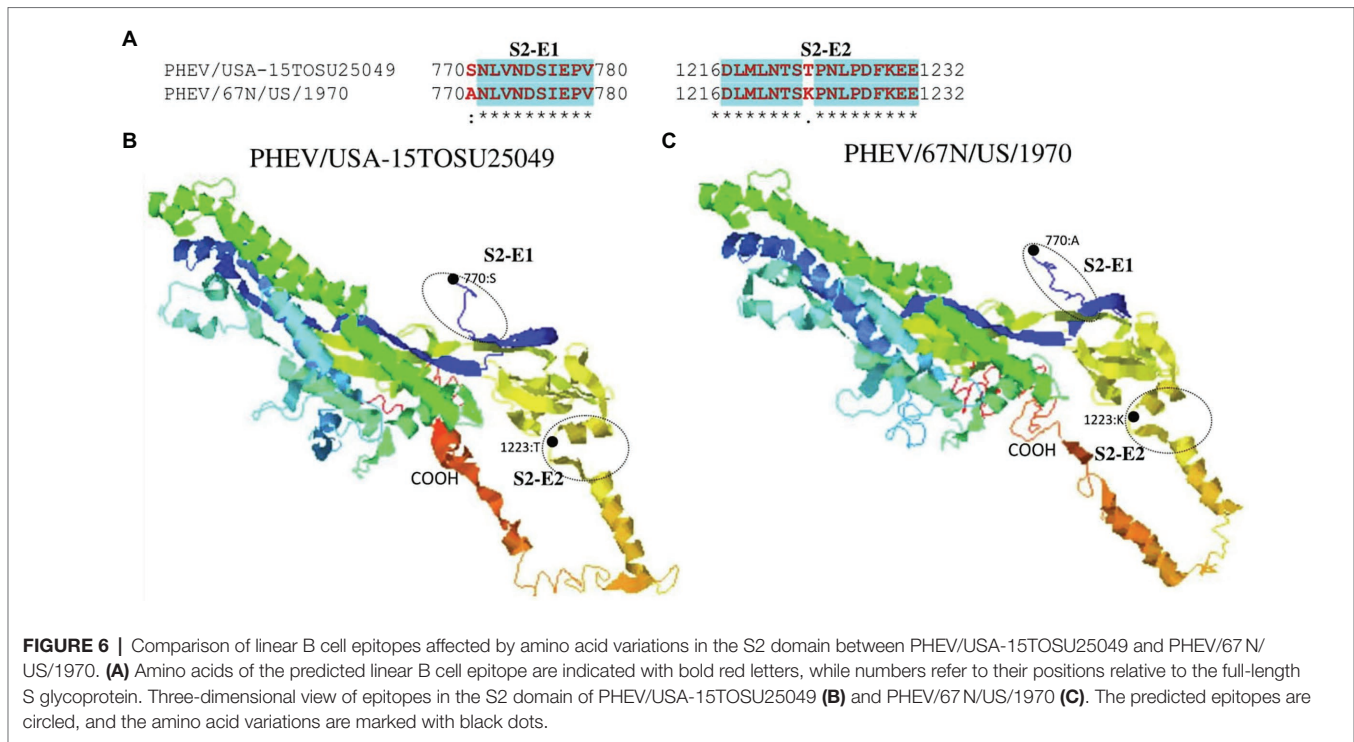 A
S2-E1 S2-E2
PHEV/USA-15TOSU25049 770SNLVNDSIEPV780 1216DLMLNTSTPNLPDFKEE1232
PHEV/67N/US/1970 770ANLVNDSIEPV780 1216DLMLNTSKPNLPDFKEE1232
:********** *******.*********
B
PHEV/USA-15TOSU25049
S2-E1
770:S
1223:T
S2-E2
COOH
C
PHEV/67N/US/1970
770:A
S2-E1
1223:K
S2-E2
COOH
FIGURE 6 | Comparison of linear B cell epitopes affected by amino acid variations in the S2 domain between PHEV/USA-15TOSU25049 and PHEV/67 N/
US/1970. (A) Amino acids of the predicted linear B cell epitope are indicated with bold red letters, while numbers refer to their positions relative to the full-length
S glycoprotein. Three-dimensional view of epitopes in the S2 domain of PHEV/USA-15TOSU25049 (B) and PHEV/67 N/US/1970 (C). The predicted epitopes are
circled, and the amino acid variations are marked with black dots.